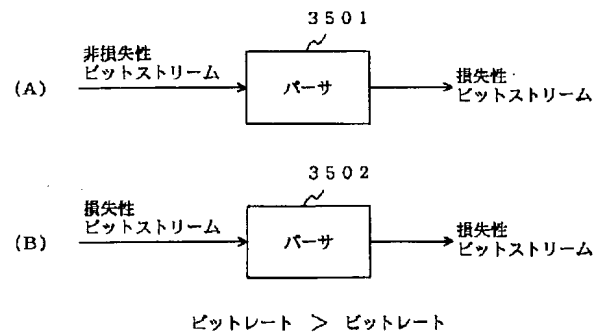 3501
(A)
非損失性
ビットストリーム
パーサ
損失性
ビットストリーム
3502
(B)
損失性
ビットストリーム
パーサ
損失性
ビットストリーム
ビットレート > ビットレート